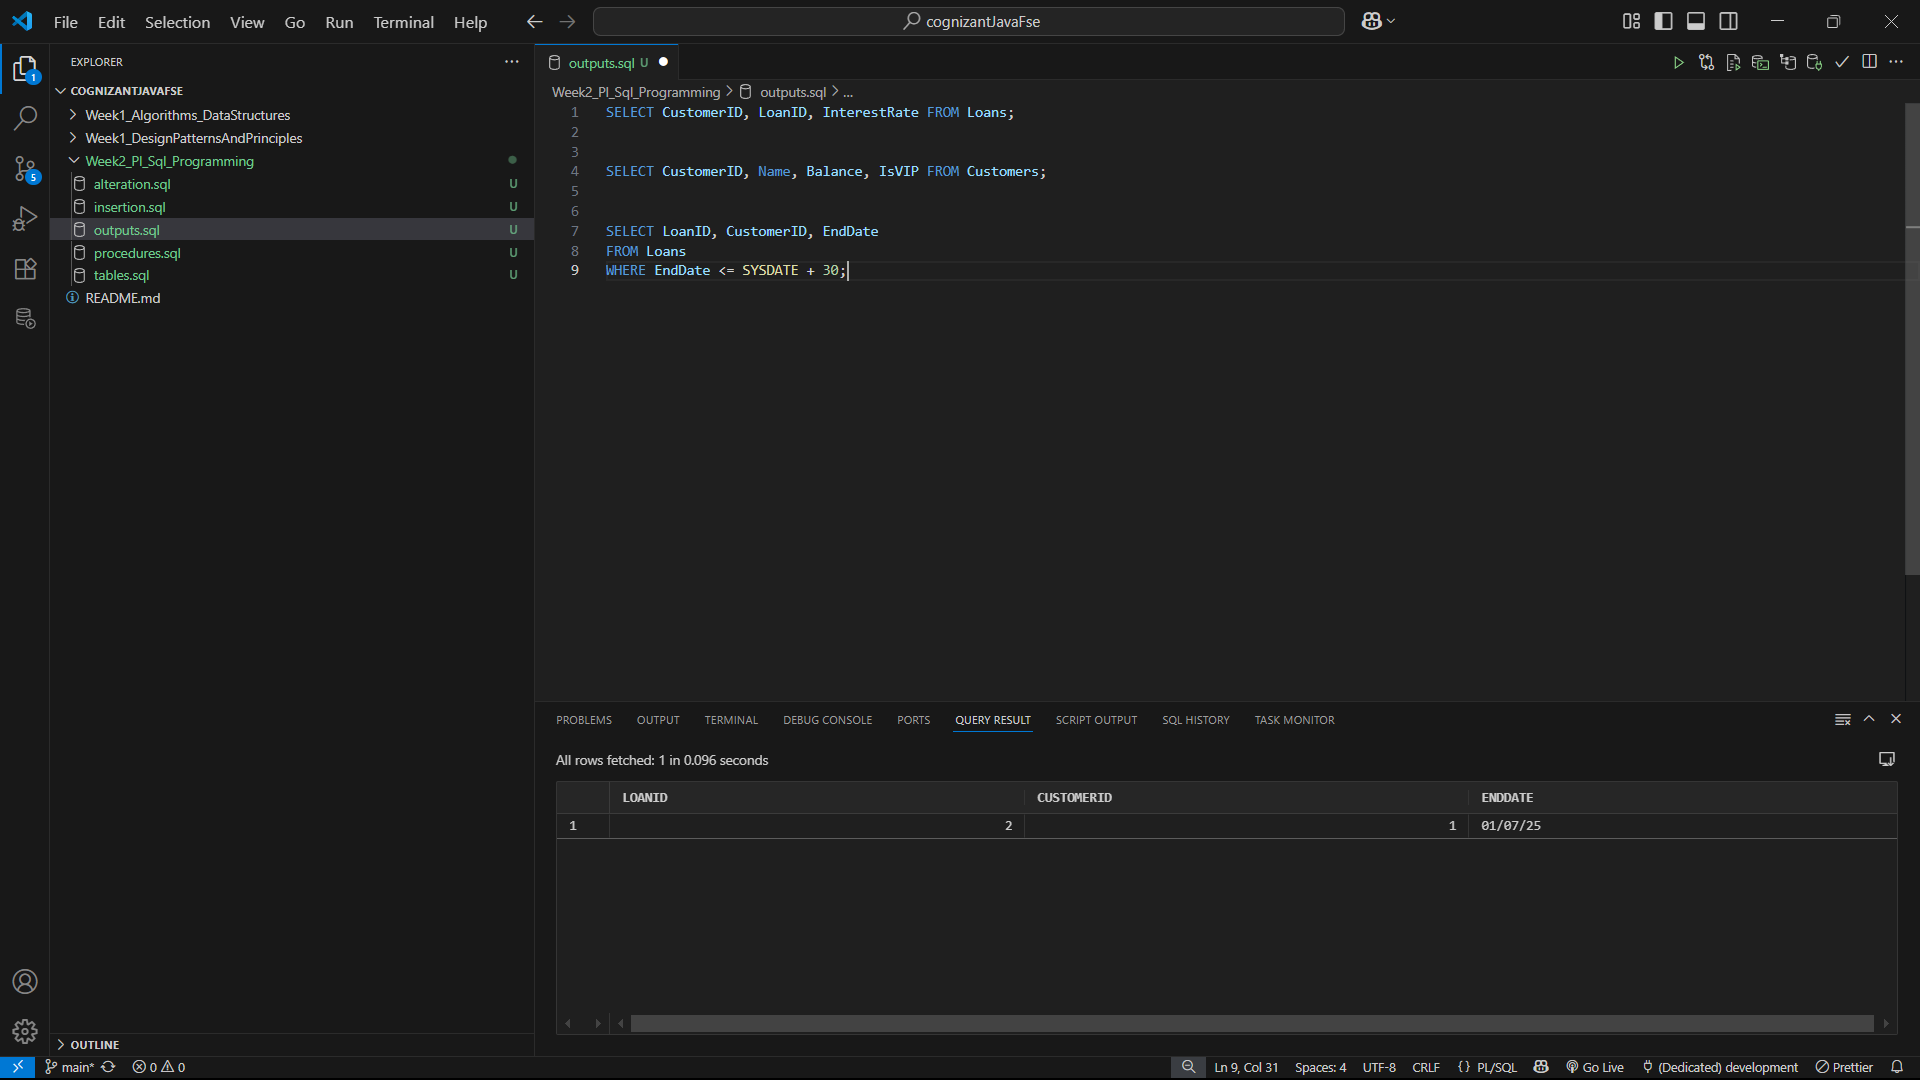 File Edit Selection View Go Run Terminal Help
cognizantJavaFse
EXPLORER
COGNIZANTJAVAFSE
Week1_Algorithms_DataStructures
Week1_DesignPatternsAndPrinciples
Week2_Pl_Sql_Programming
alteration.sql U
insertion.sql U
outputs.sql U
procedures.sql U
tables.sql U
README.md
1
5
OUTLINE
outputs.sql U
Week2_Pl_Sql_Programming > outputs.sql > ...
1 SELECT CustomerID, LoanID, InterestRate FROM Loans;
2
3
4 SELECT CustomerID, Name, Balance, IsVIP FROM Customers;
5
6
7 SELECT LoanID, CustomerID, EndDate
8 FROM Loans
9 WHERE EndDate <= SYSDATE + 30;
PROBLEMS OUTPUT TERMINAL DEBUG CONSOLE PORTS QUERY RESULT SCRIPT OUTPUT SQL HISTORY TASK MONITOR
All rows fetched: 1 in 0.096 seconds
LOANID CUSTOMERID ENDDATE
1 2 1 01/07/25
main* 0 0 Ln 9, Col 31 Spaces: 4 UTF-8 CRLF {} PL/SQL Go Live (Dedicated) development Prettier